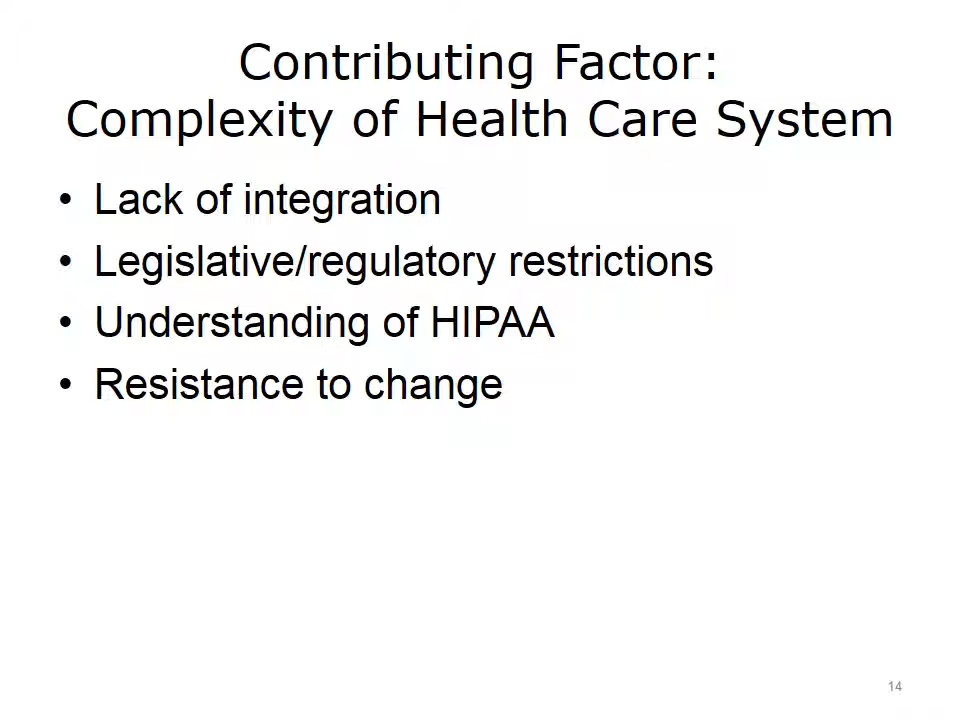 Contributing Factor:
Complexity of Health Care System
• Lack of integration
• Legislative/regulatory restrictions
• Understanding of HIPAA
• Resistance to change
14